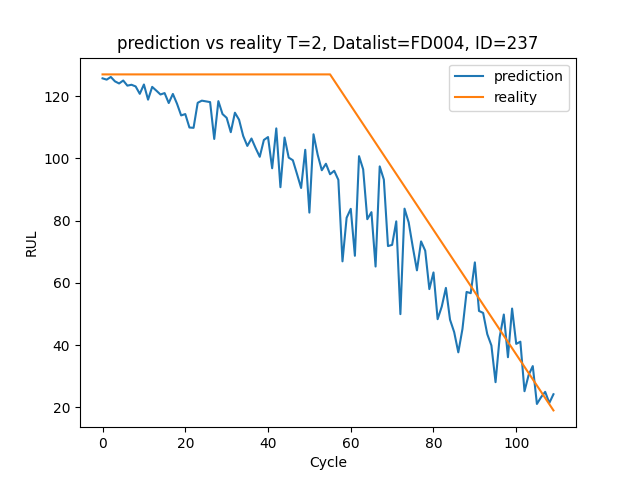 prediction vs reality T=2, Datalist=FD004, ID=237
prediction
reality
120
100
80
60
40
20
RUL
0 20 40 60 80 100
Cycle